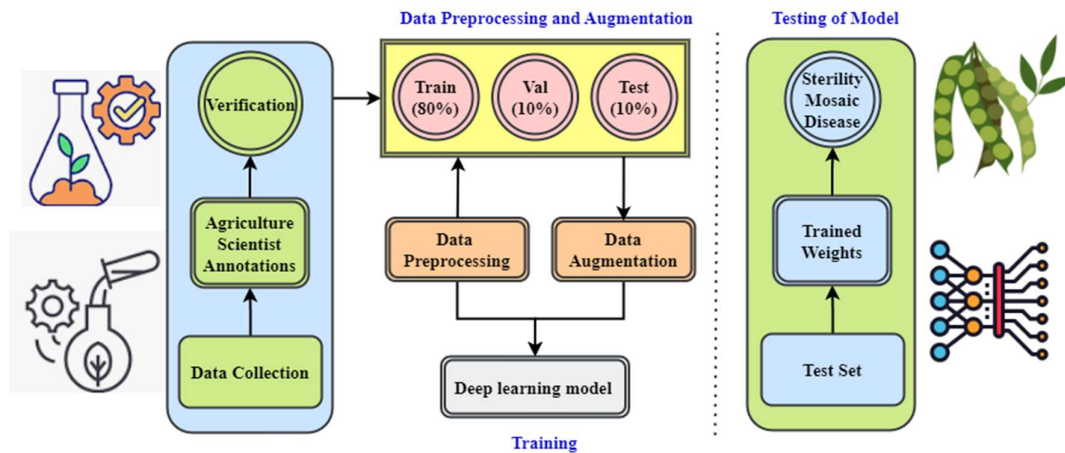 Data Preprocessing and Augmentation
Testing of Model
Verification
Agriculture
Scientist
Annotations
Data Collection
Train
(80%)
Val
(10%)
Test
(10%)
Data
Preprocessing
Data
Augmentation
Deep learning model
Training
Sterility
Mosaic
Disease
Trained
Weights
Test Set